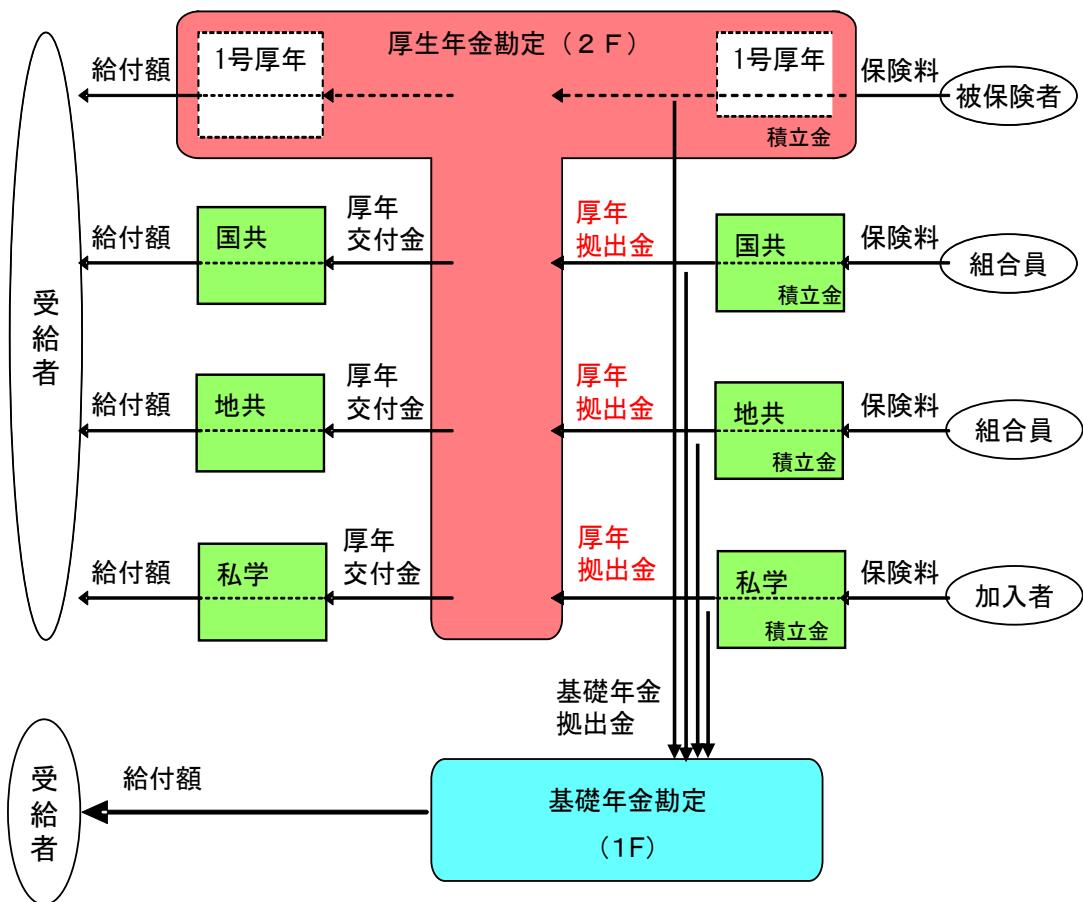 厚生年金勘定(2F)
給付額
1号厚年
1号厚年
保険料
被保険者
積立金
給付額
国共
厚年
交付金
厚年
拠出金
国共
積立金
保険料
組合員
受給者
給付額
地共
厚年
交付金
厚年
拠出金
地共
積立金
保険料
組合員
給付額
私学
厚年
交付金
厚年
拠出金
私学
積立金
保険料
加入者
基礎年金
拠出金
受給者
給付額
基礎年金勘定
(1F)